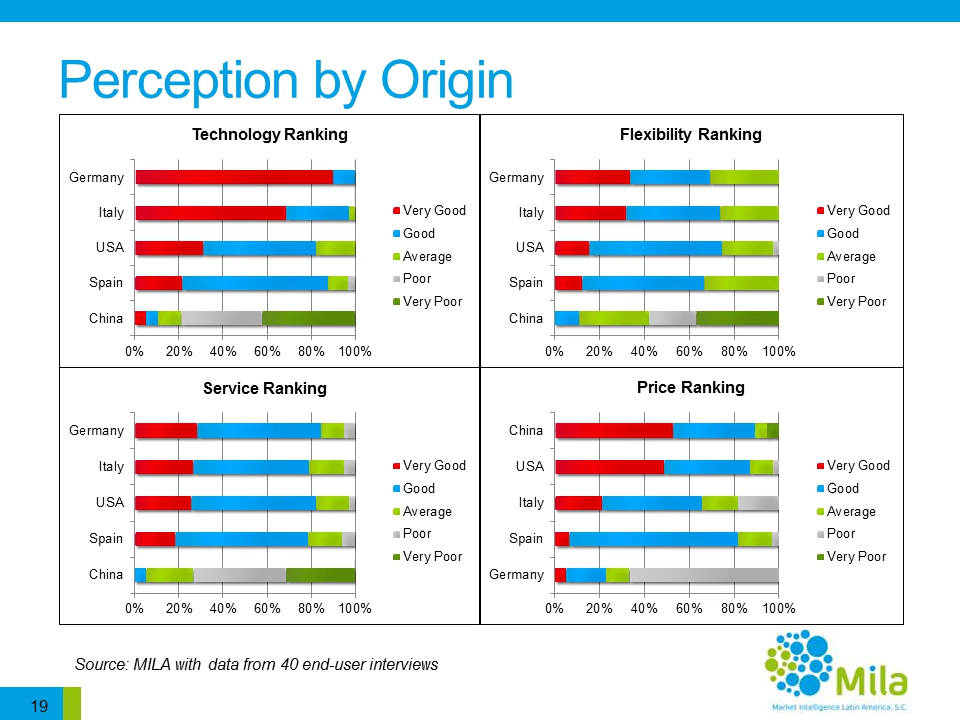 Perception by Origin
Technology Ranking
Germany
Italy
USA
Spain
China
0% 20% 40% 60% 80% 100%
Very Good
Good
Average
Poor
Very Poor
Flexibility Ranking
Germany
Italy
USA
Spain
China
0% 20% 40% 60% 80% 100%
Very Good
Good
Average
Poor
Very Poor
Service Ranking
Germany
Italy
USA
Spain
China
0% 20% 40% 60% 80% 100%
Very Good
Good
Average
Poor
Very Poor
Price Ranking
China
USA
Italy
Spain
Germany
0% 20% 40% 60% 80% 100%
Very Good
Good
Average
Poor
Very Poor
Source: MILA with data from 40 end-user interviews
Mila
Market Intelligence Latin America, S.C.
19